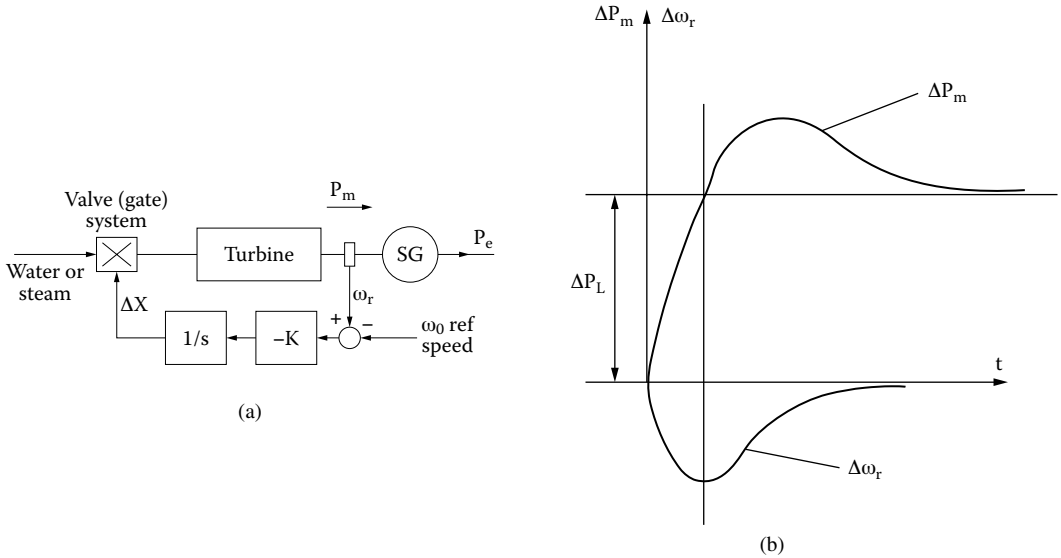 Valve (gate)
system
P_m
Turbine
SG
P_e
Water or
steam
ΔX
ω_r
+
−
1/s
−K
ω_0 ref
speed
(a)
ΔP_m
Δω_r
ΔP_m
ΔP_L
t
Δω_r
(b)